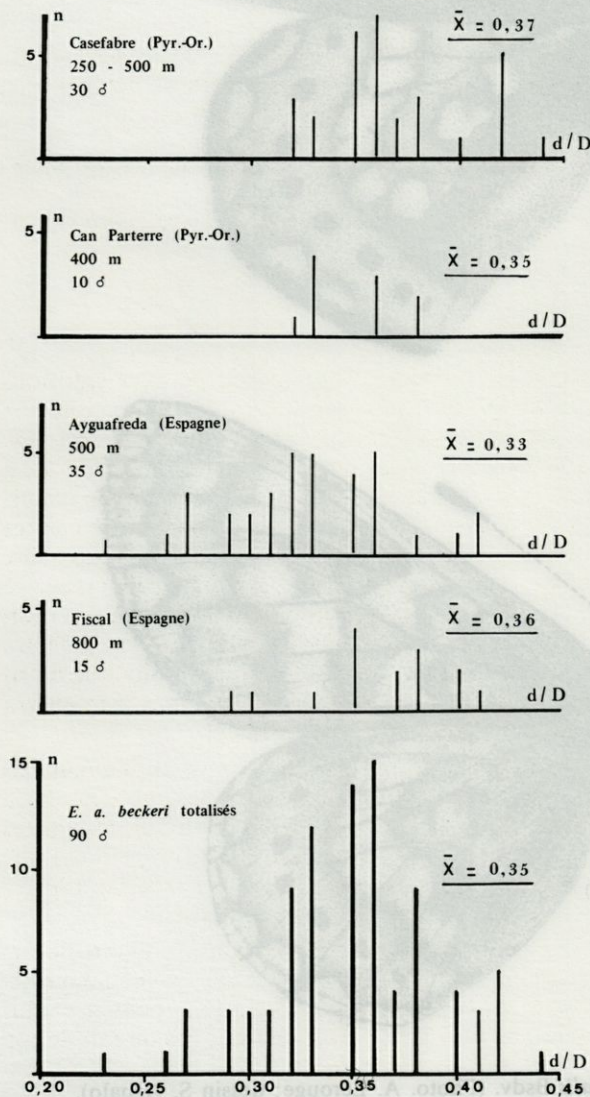 n
5
Casefabre (Pyr.-Or.)
250 - 500 m
30 ♂
X̄ = 0,37
d/D
n
5
Can Parterre (Pyr.-Or.)
400 m
10 ♂
X̄ = 0,35
d/D
n
5
Ayguafreda (Espagne)
500 m
35 ♂
X̄ = 0,33
d/D
n
5
Fiscal (Espagne)
800 m
15 ♂
X̄ = 0,36
d/D
15
n
E. a. beckeri totalisés
90 ♂
10
X̄ = 0,35
5
d/D
0,20 0,25 0,30 0,35 0,40 0,45